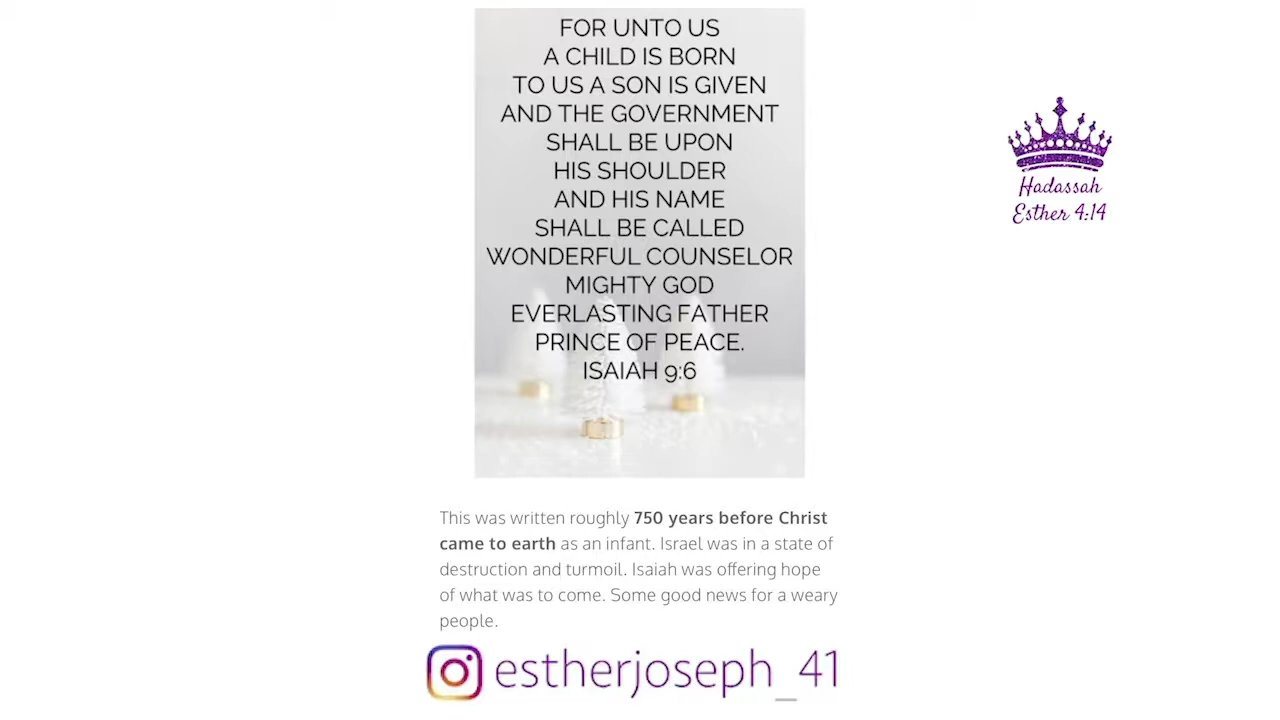 FOR UNTO US
A CHILD IS BORN
TO US A SON IS GIVEN
AND THE GOVERNMENT
SHALL BE UPON
HIS SHOULDER
AND HIS NAME
SHALL BE CALLED
WONDERFUL COUNSELOR
MIGHTY GOD
EVERLASTING FATHER
PRINCE OF PEACE.
ISAIAH 9:6
Hadassah
Esther 4:14
This was written roughly 750 years before Christ
came to earth as an infant. Israel was in a state of
destruction and turmoil. Isaiah was offering hope
of what was to come. Some good news for a weary
people.
estherjoseph_41